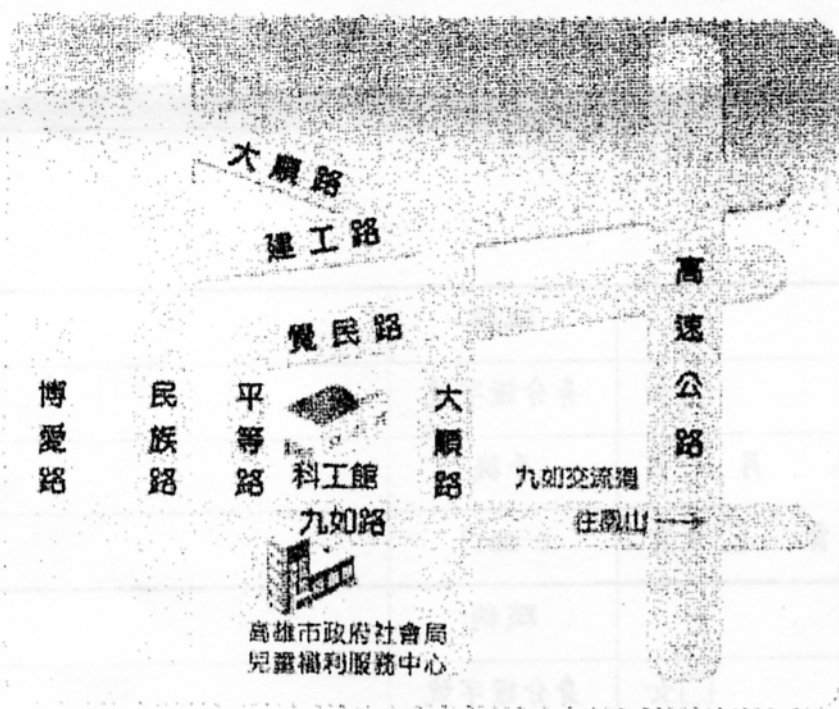 大順路
建工路
覺民路
高速公路
博愛路
民族路
平等路
大順路
科工館
九如路
九如交流道
往鳳山→
高雄市政府社會局
兒童福利服務中心